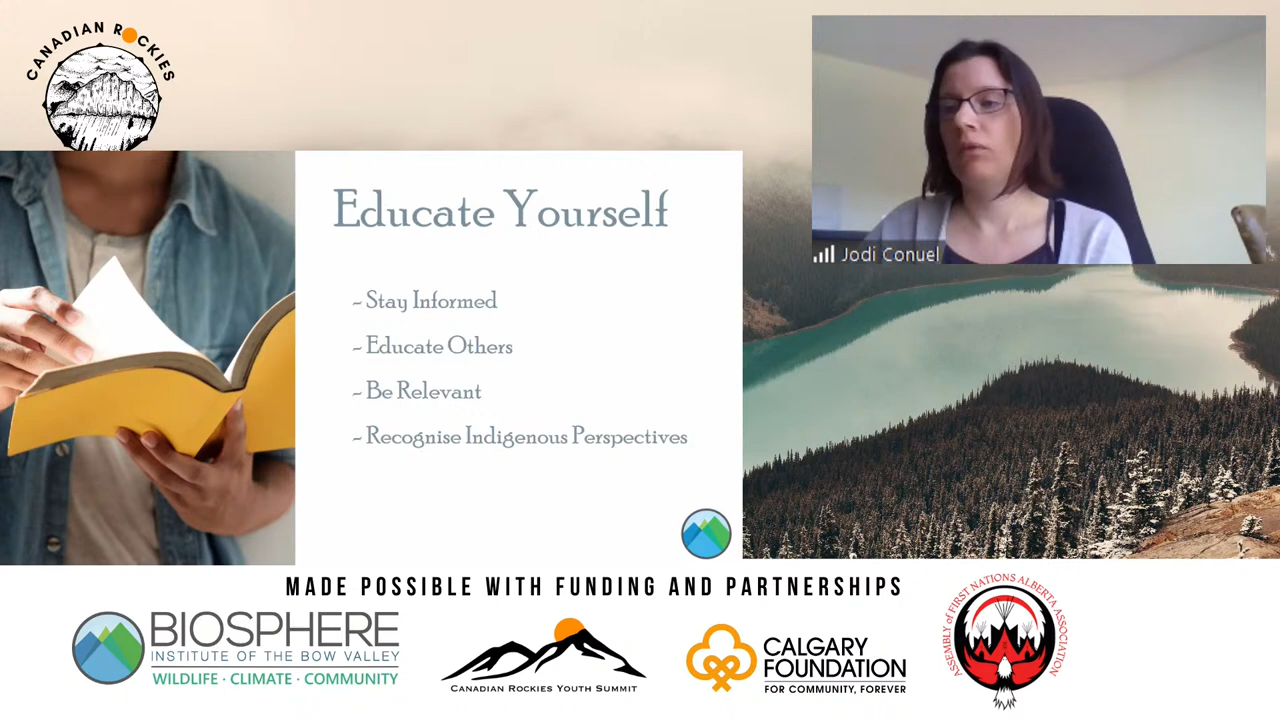 CANADIAN ROCKIES
Jodi Conuel
Educate Yourself
- Stay Informed
- Educate Others
- Be Relevant
- Recognise Indigenous Perspectives
MADE POSSIBLE WITH FUNDING AND PARTNERSHIPS
BIOSPHERE
INSTITUTE OF THE BOW VALLEY
WILDLIFE · CLIMATE · COMMUNITY
CANADIAN ROCKIES YOUTH SUMMIT
CALGARY
FOUNDATION
FOR COMMUNITY, FOREVER
ASSEMBLY of FIRST NATIONS ALBERTA ASSOCIATION